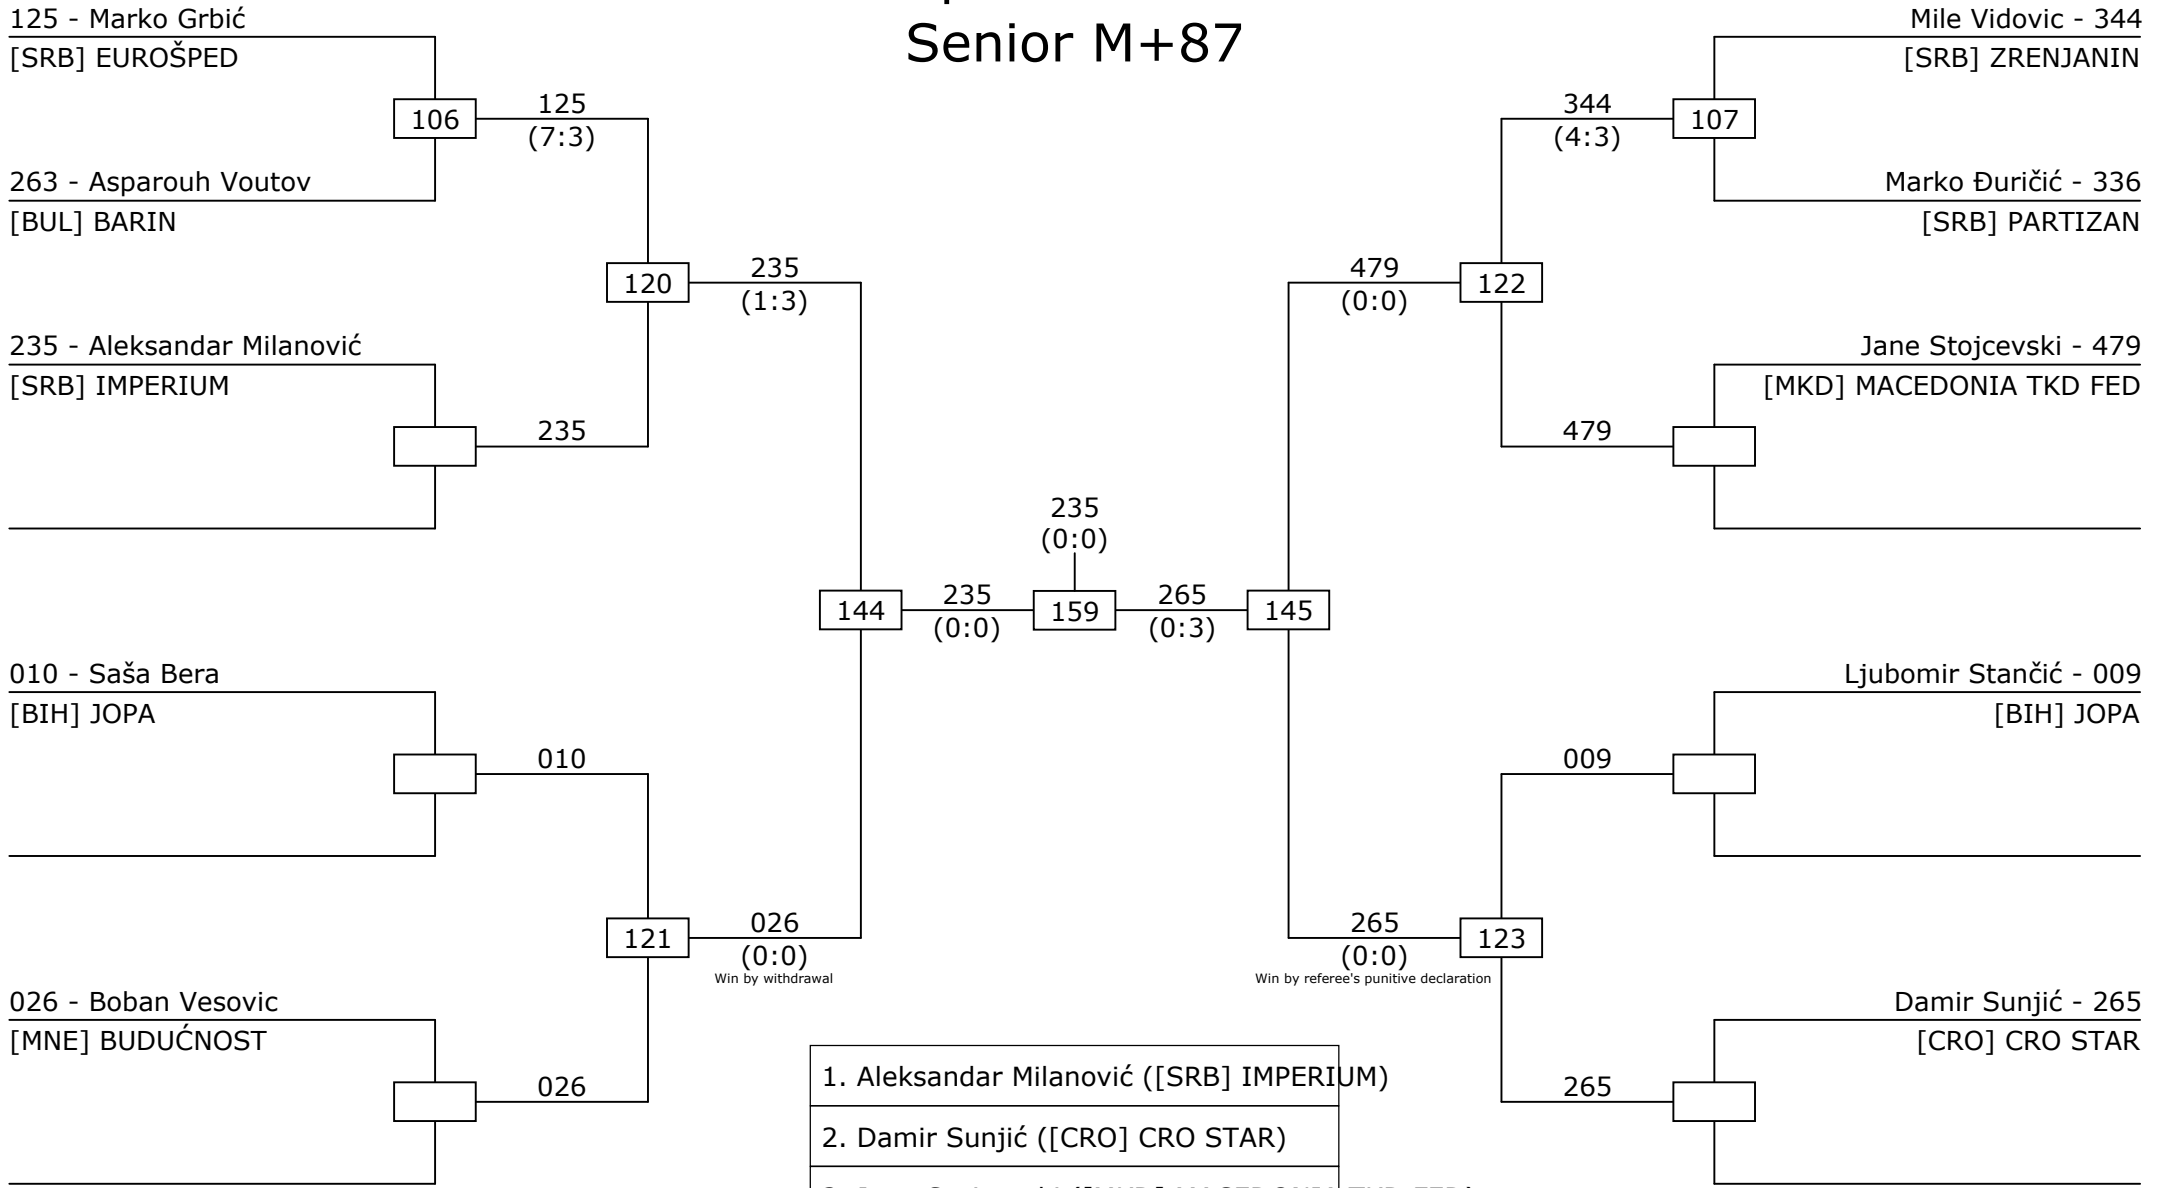 Senior M+87
125 - Marko Grbić
[SRB] EUROŠPED
106
125
(7:3)
263 - Asparouh Voutov
[BUL] BARIN
120
235
(1:3)
235 - Aleksandar Milanović
[SRB] IMPERIUM
235
144
235
(0:0)
010 - Saša Bera
[BIH] JOPA
010
121
026
(0:0)
Win by withdrawal
026 - Boban Vesovic
[MNE] BUDUĆNOST
026
235
(0:0)
159
Mile Vidovic - 344
[SRB] ZRENJANIN
344
(4:3)
107
Marko Đuričić - 336
[SRB] PARTIZAN
479
(0:0)
122
Jane Stojcevski - 479
[MKD] MACEDONIA TKD FED
479
265
(0:3)
145
Ljubomir Stančić - 009
[BIH] JOPA
009
265
(0:0)
Win by referee's punitive declaration
123
Damir Sunjić - 265
[CRO] CRO STAR
265
1. Aleksandar Milanović ([SRB] IMPERIUM)
2. Damir Sunjić ([CRO] CRO STAR)